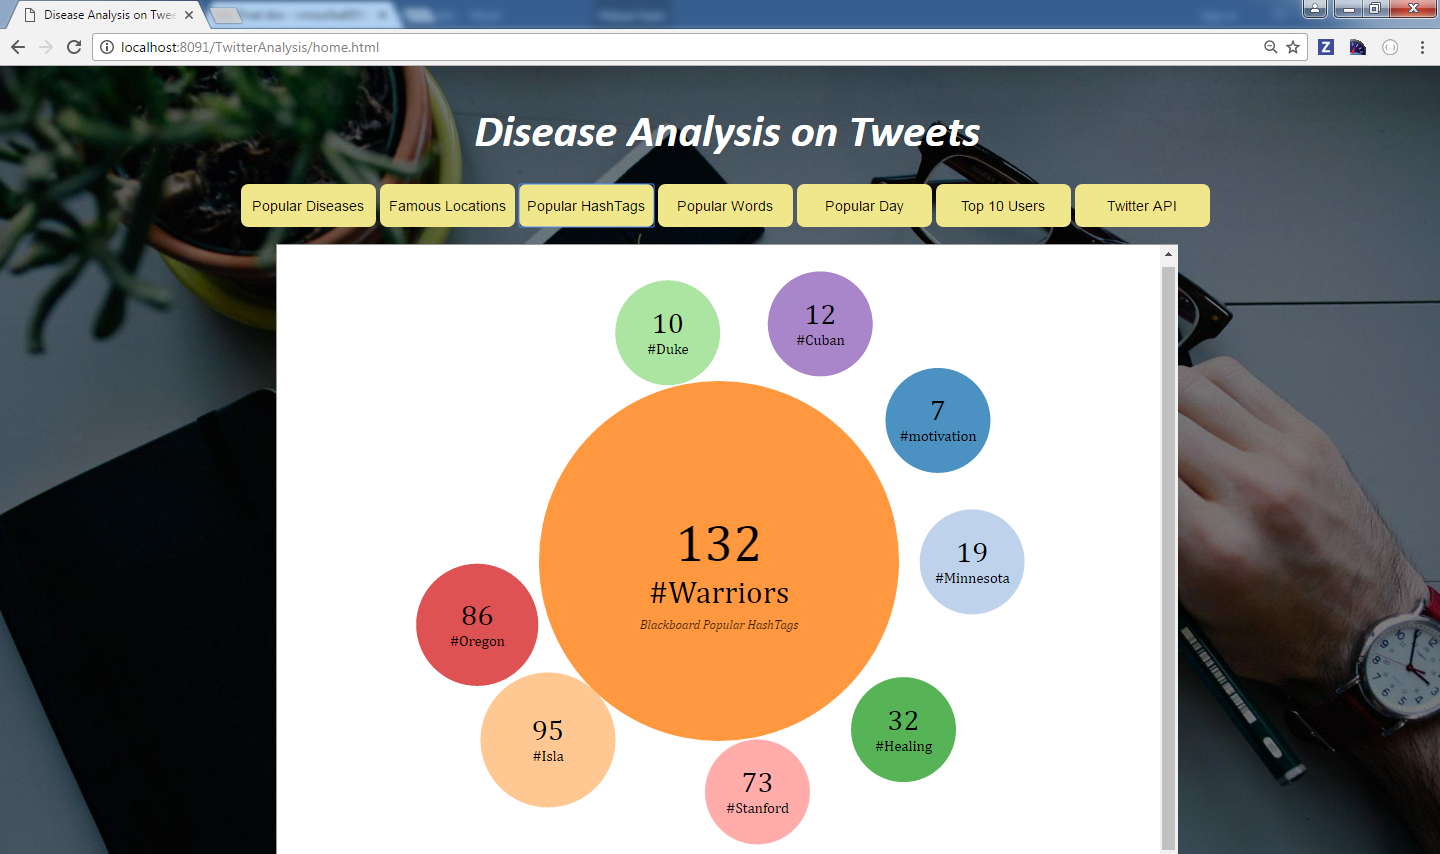 Disease Analysis on Twee
localhost:8091/TwitterAnalysis/home.html
Disease Analysis on Tweets
Popular Diseases
Famous Locations
Popular HashTags
Popular Words
Popular Day
Top 10 Users
Twitter API
10
#Duke
12
#Cuban
7
#motivation
132
#Warriors
Blackboard Popular HashTags
19
#Minnesota
86
#Oregon
95
#Isla
32
#Healing
73
#Stanford